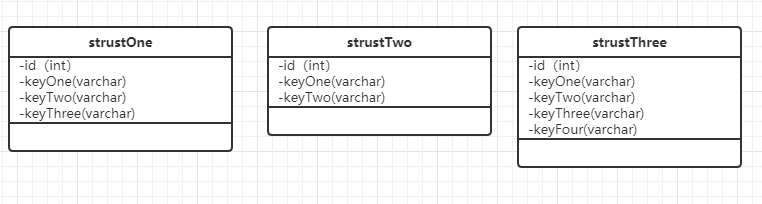 strustOne
-id（int）
-keyOne(varchar)
-keyTwo(varchar)
-keyThree(varchar)
strustTwo
-id（int）
-keyOne(varchar)
-keyTwo(varchar)
strustThree
-id（int）
-keyOne(varchar)
-keyTwo(varchar)
-keyThree(varchar)
-keyFour(varchar)